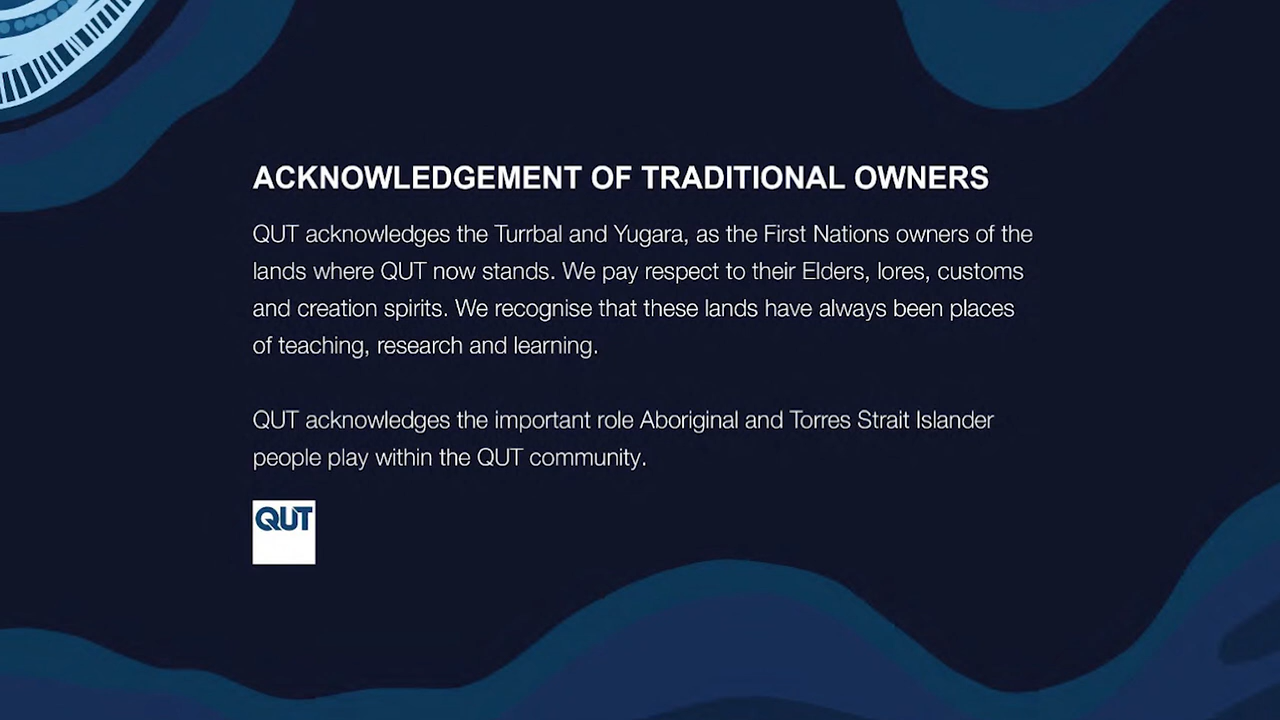 ACKNOWLEDGEMENT OF TRADITIONAL OWNERS
QUT acknowledges the Turrbal and Yugara, as the First Nations owners of the
lands where QUT now stands. We pay respect to their Elders, lores, customs
and creation spirits. We recognise that these lands have always been places
of teaching, research and learning.
QUT acknowledges the important role Aboriginal and Torres Strait Islander
people play within the QUT community.
QUT